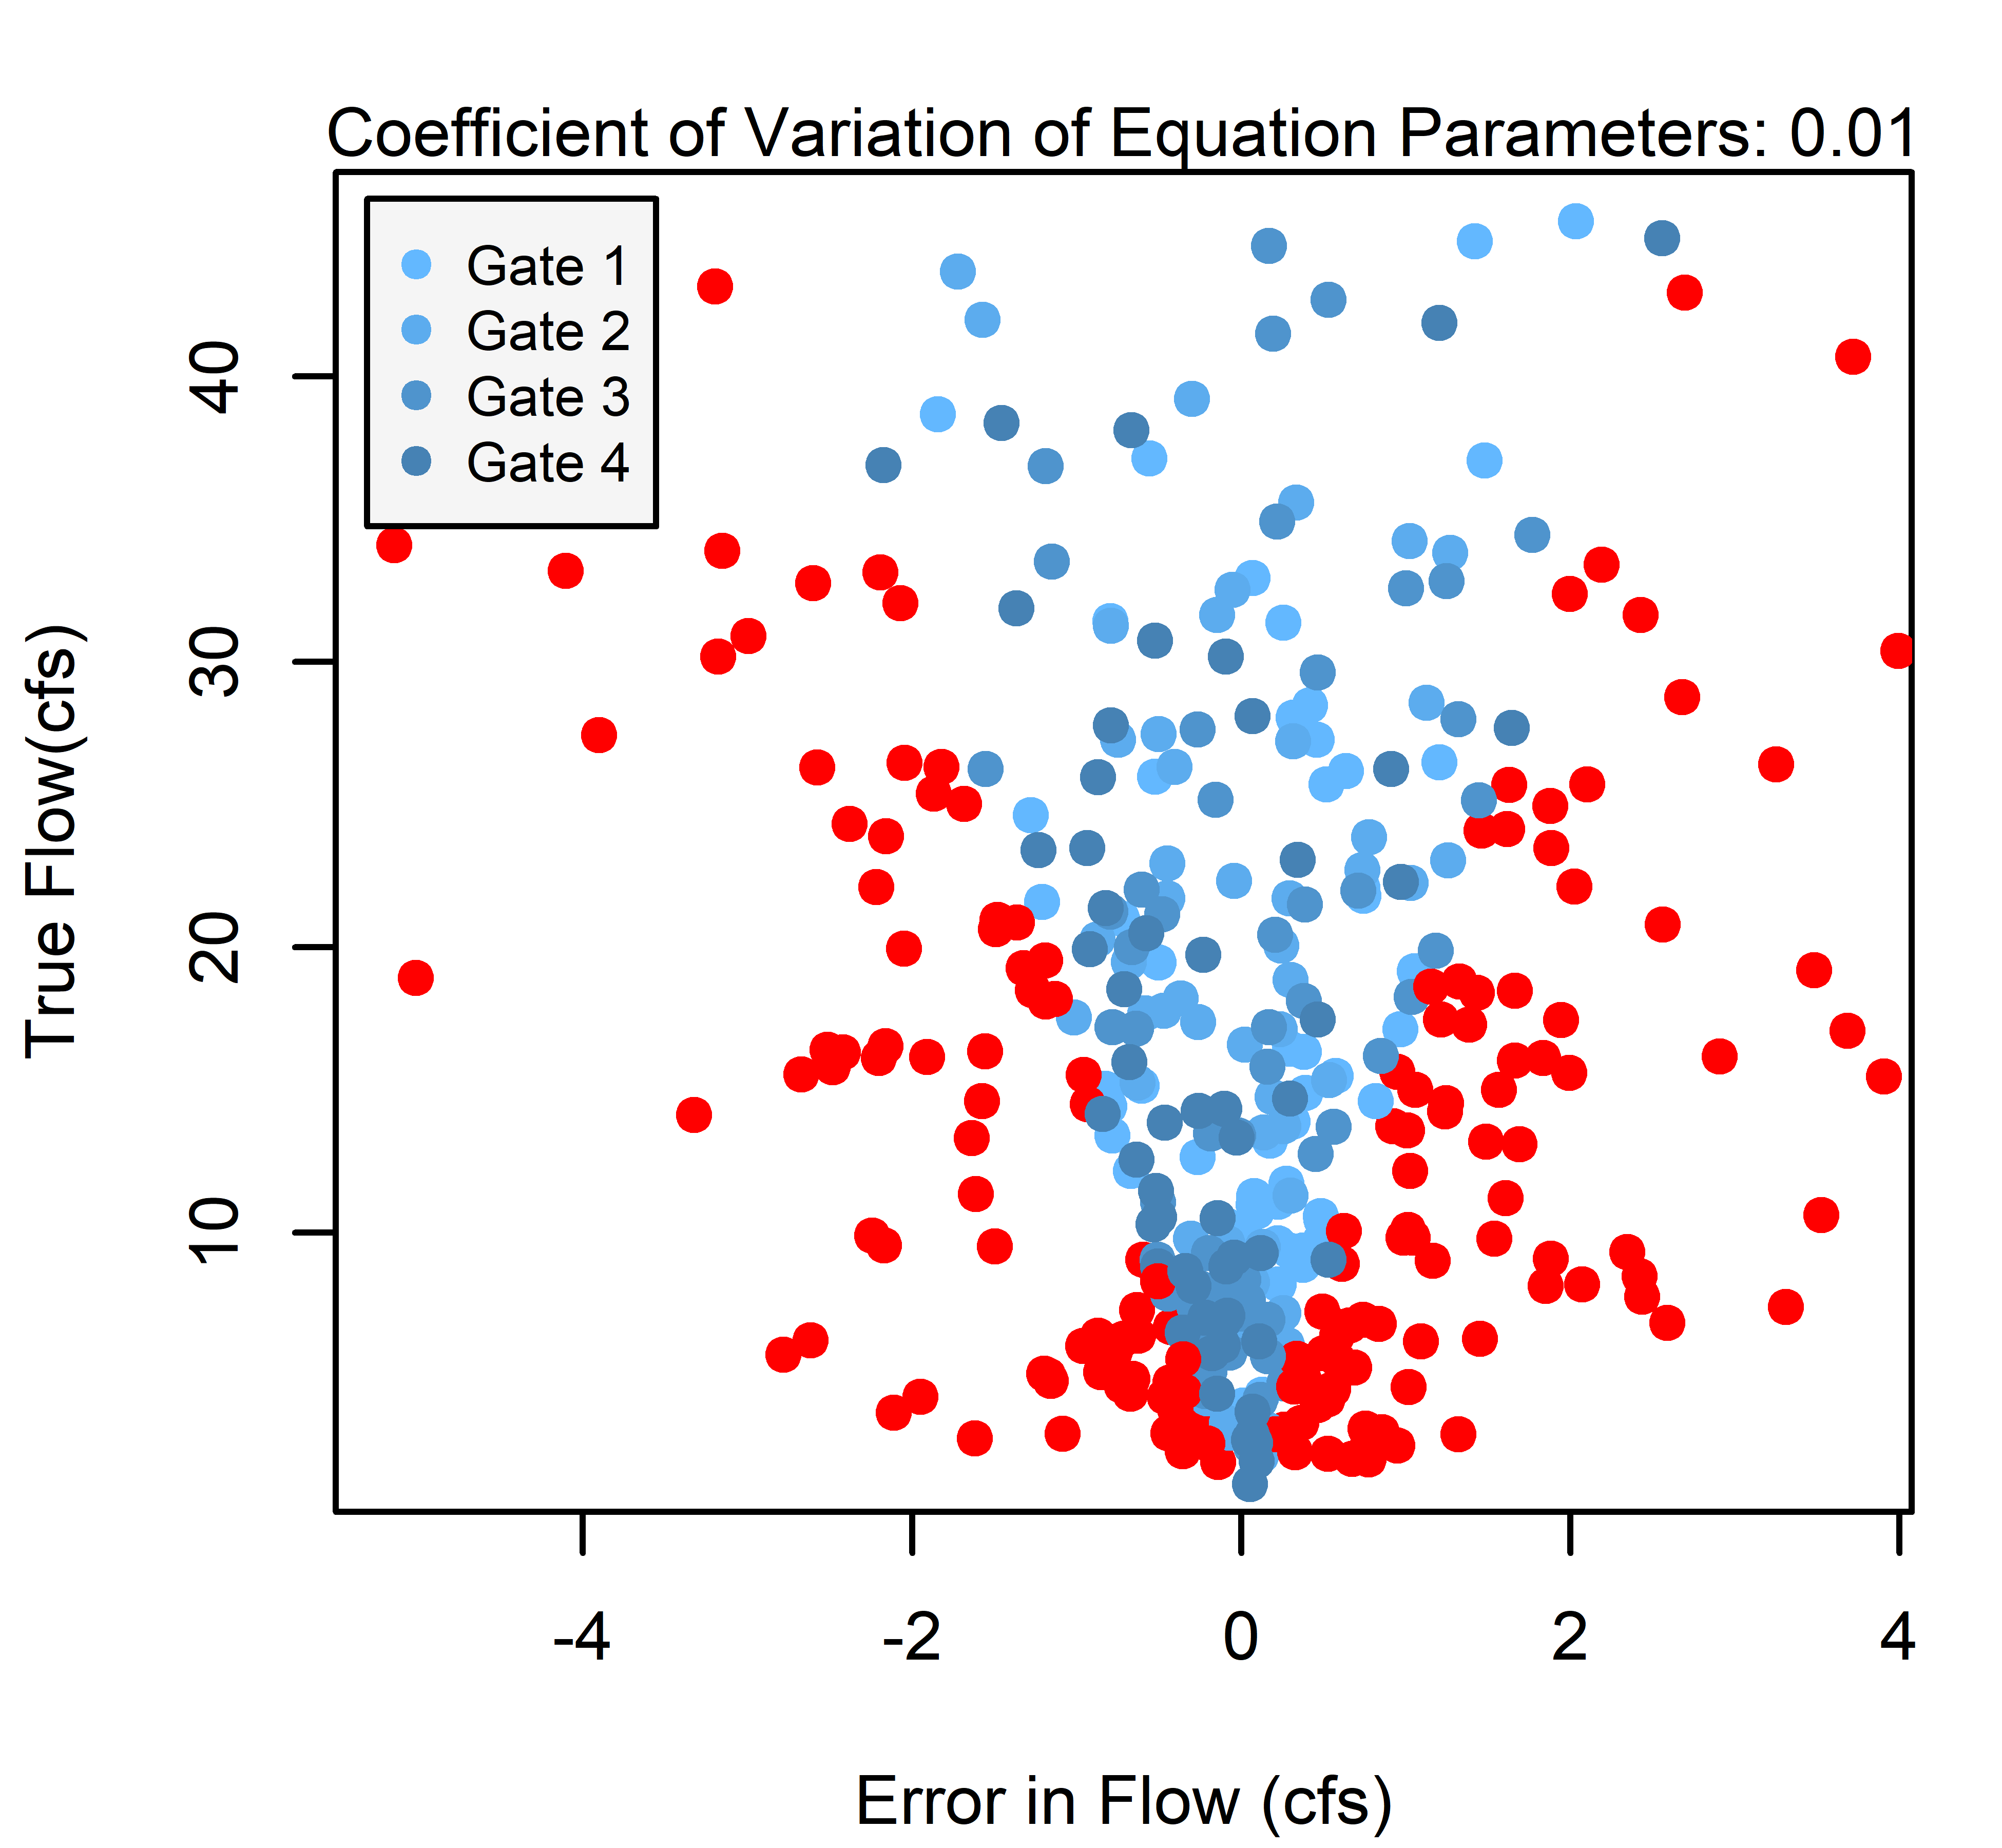 Coefficient of Variation of Equation Parameters: 0.01
Gate 1
Gate 2
Gate 3
Gate 4
True Flow(cfs)
40
30
20
10
-4 -2 0 2 4
Error in Flow (cfs)